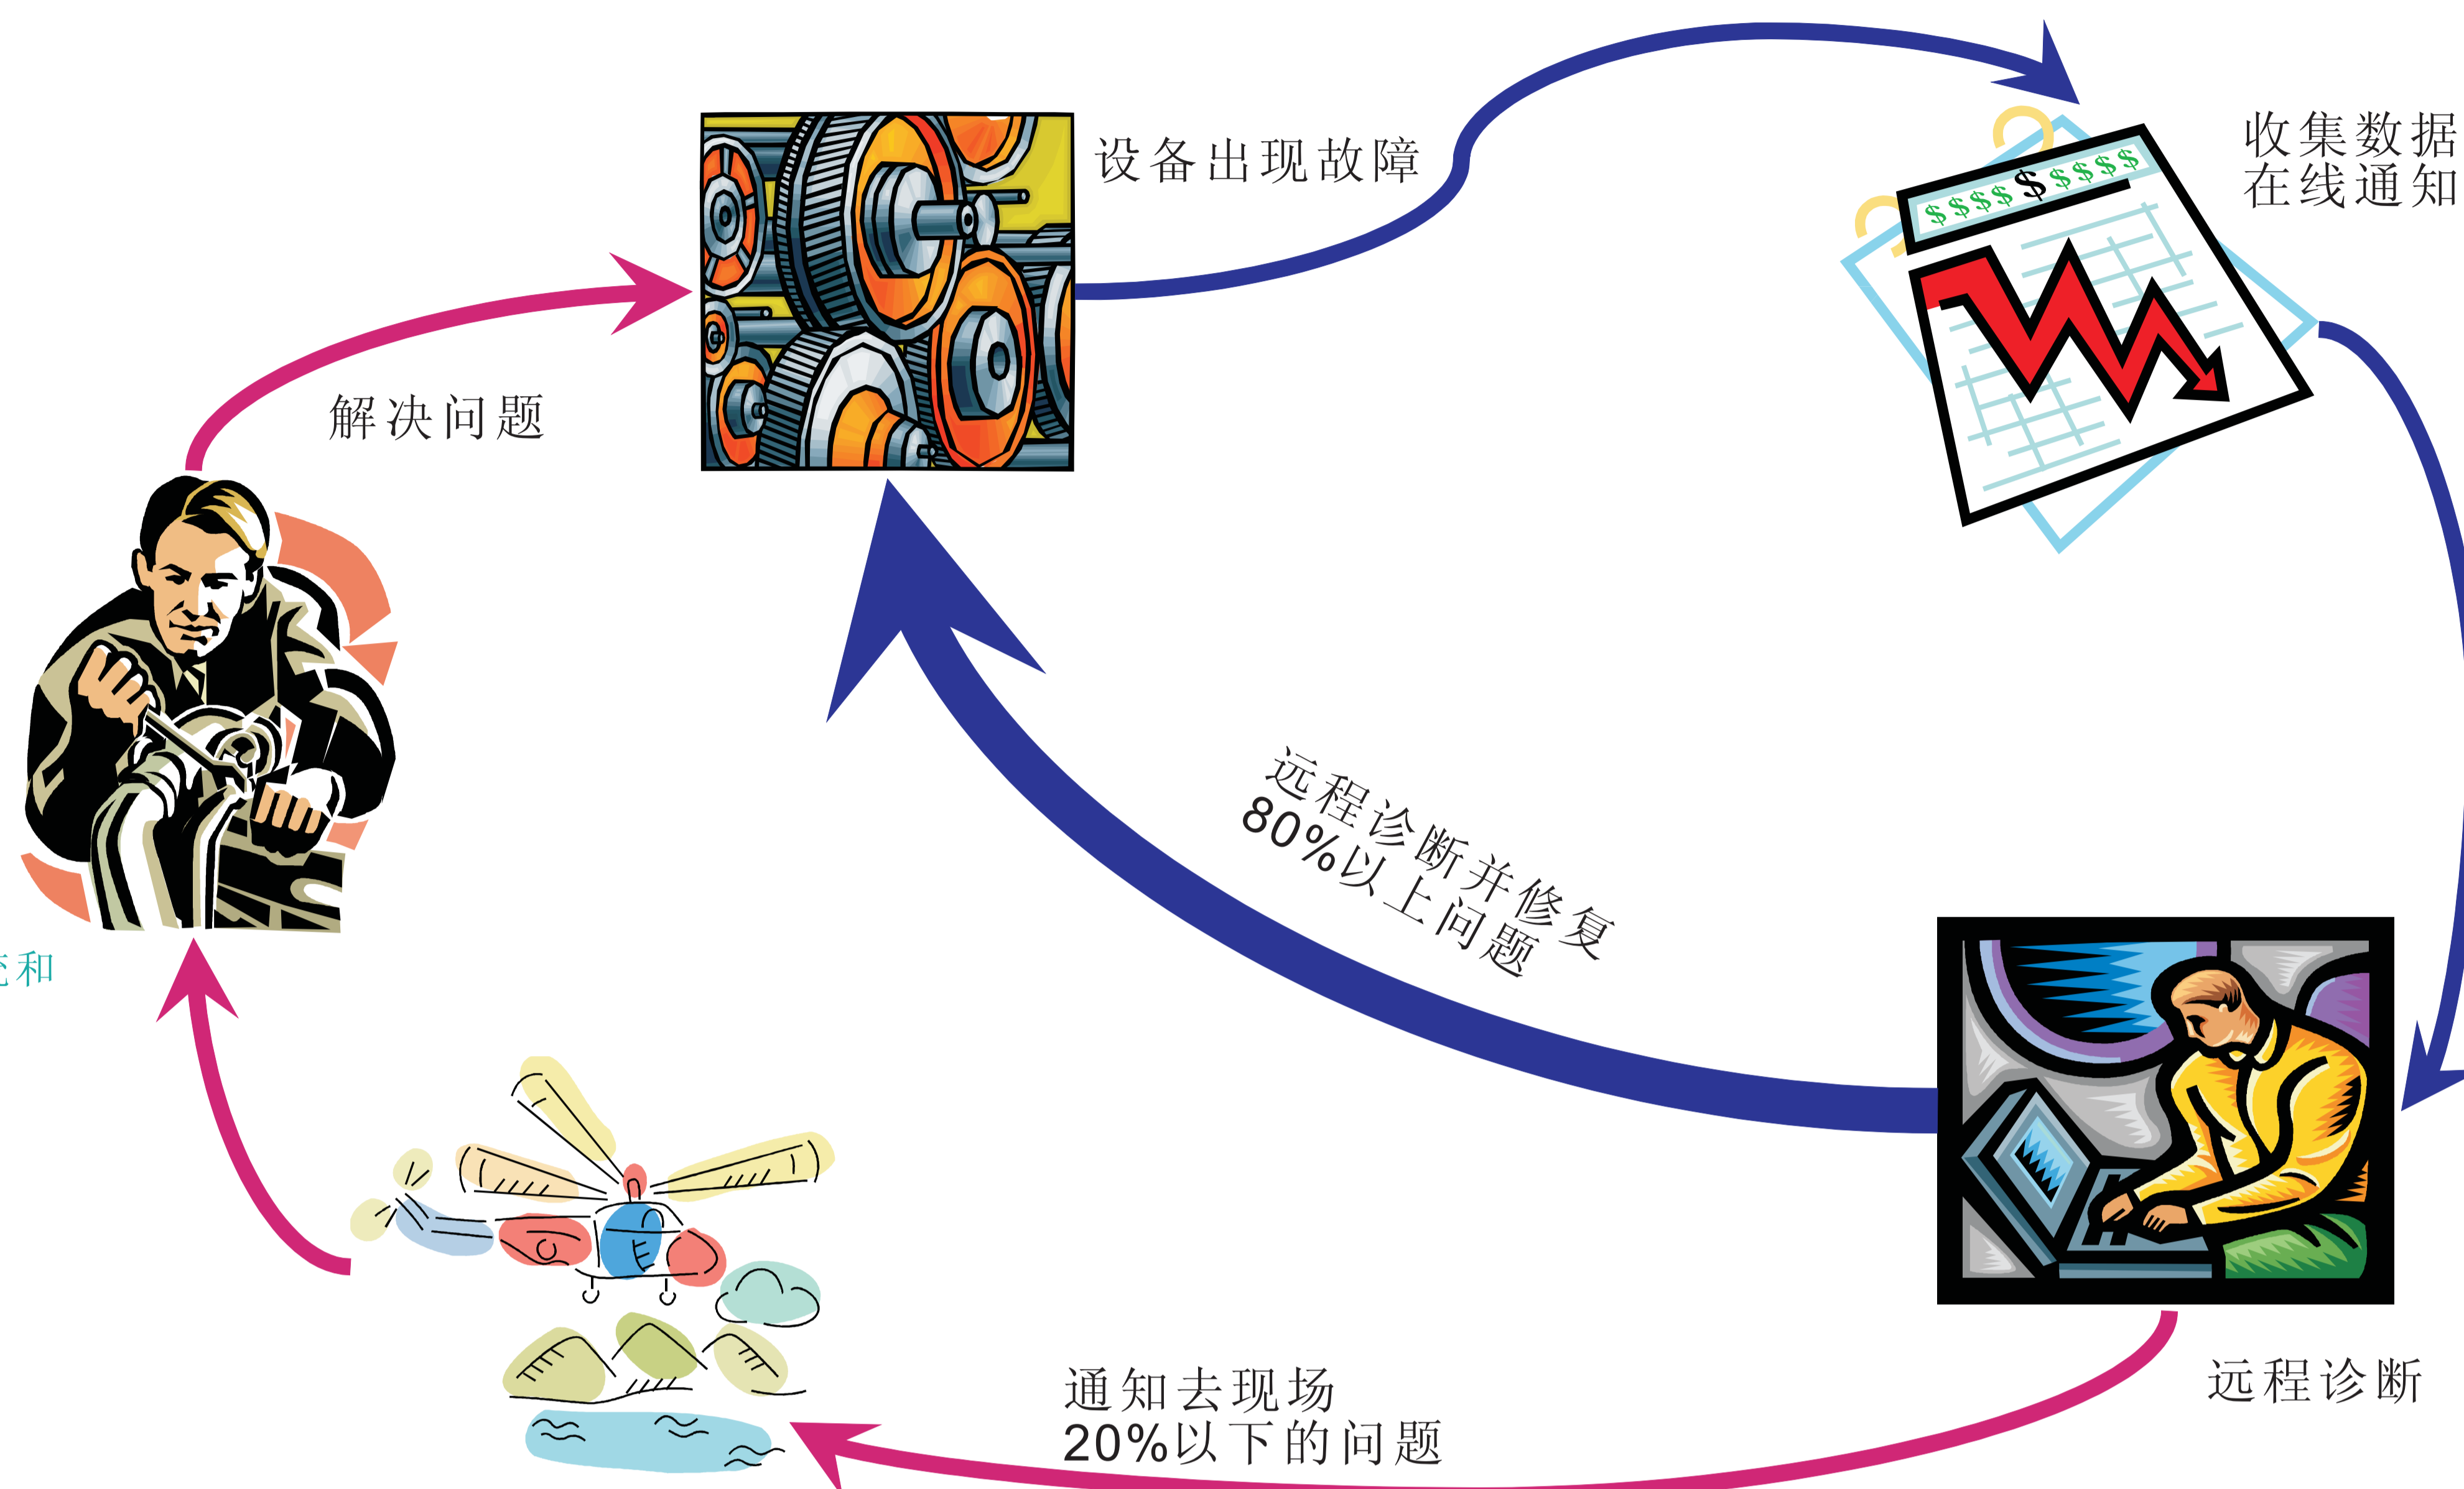 设备出现故障
收集数据
在线通知
解决问题
远程诊断并修复
80%以上问题
和
通知去现场
20%以下的问题
远程诊断
$$$$$$$$$